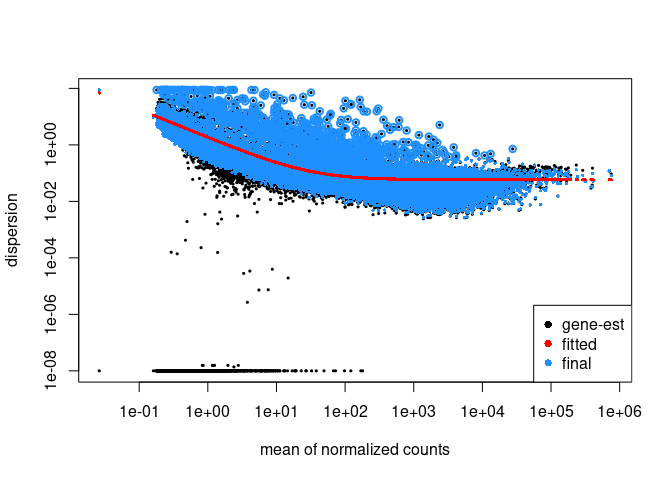 dispersion
1e+00
1e-02
1e-04
1e-06
1e-08
gene-est
fitted
final
1e-01 1e+00 1e+01 1e+02 1e+03 1e+04 1e+05 1e+06
mean of normalized counts